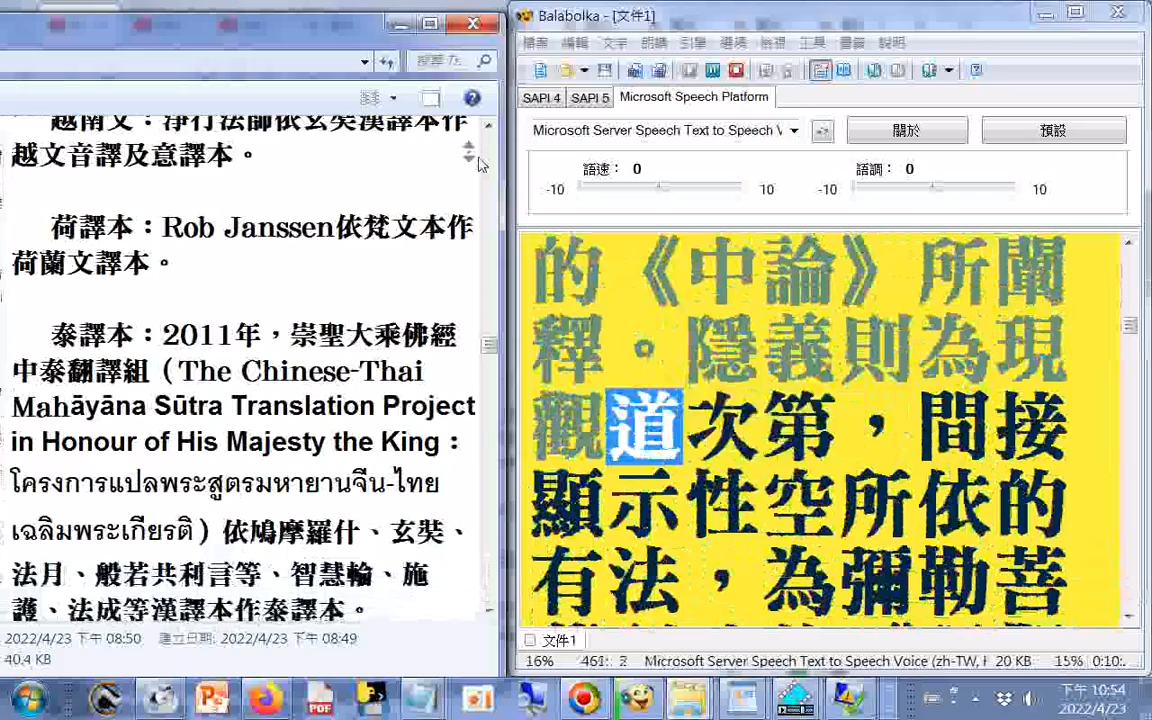 搜尋 左...
越南文：淨行法師依玄奘漢譯本作
越文音譯及意譯本。
荷譯本：Rob Janssen依梵文本作
荷蘭文譯本。
泰譯本：2011年，崇聖大乘佛經
中泰翻譯組（The Chinese-Thai
Mahāyāna Sūtra Translation Project
in Honour of His Majesty the King：
โครงการแปลพระสูตรมหายานจีน-ไทย
เฉลิมพระเกียรติ）依鳩摩羅什、玄奘、
法月、般若共利言等、智慧輪、施
護、法成等漢譯本作泰譯本。
2022/4/23 下午 08:50 建立日期: 2022/4/23 下午 08:49
40.4 KB
Balabolka - [文件1]
檔案 編輯 文字 朗讀 引擎 選項 檢視 工具 書籤 說明
SAPI 4 SAPI 5 Microsoft Speech Platform
Microsoft Server Speech Text to Speech V
關於 預設
語速： 0 語調： 0
-10 10 -10 10
的《中論》所闡
釋。隱義則為現
觀道次第，間接
顯示性空所依的
有法，為彌勒菩
文件1
16% 461: 2 Microsoft Server Speech Text to Speech Voice (zh-TW, 20 KB 15% 0:10:.
PDF
下午 10:54
2022/4/23